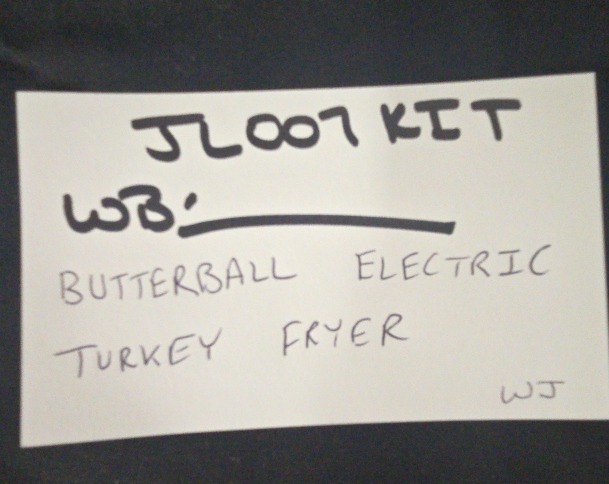 JL007 KIT
WB:
BUTTERBALL ELECTRIC
TURKEY FRYER
WJ